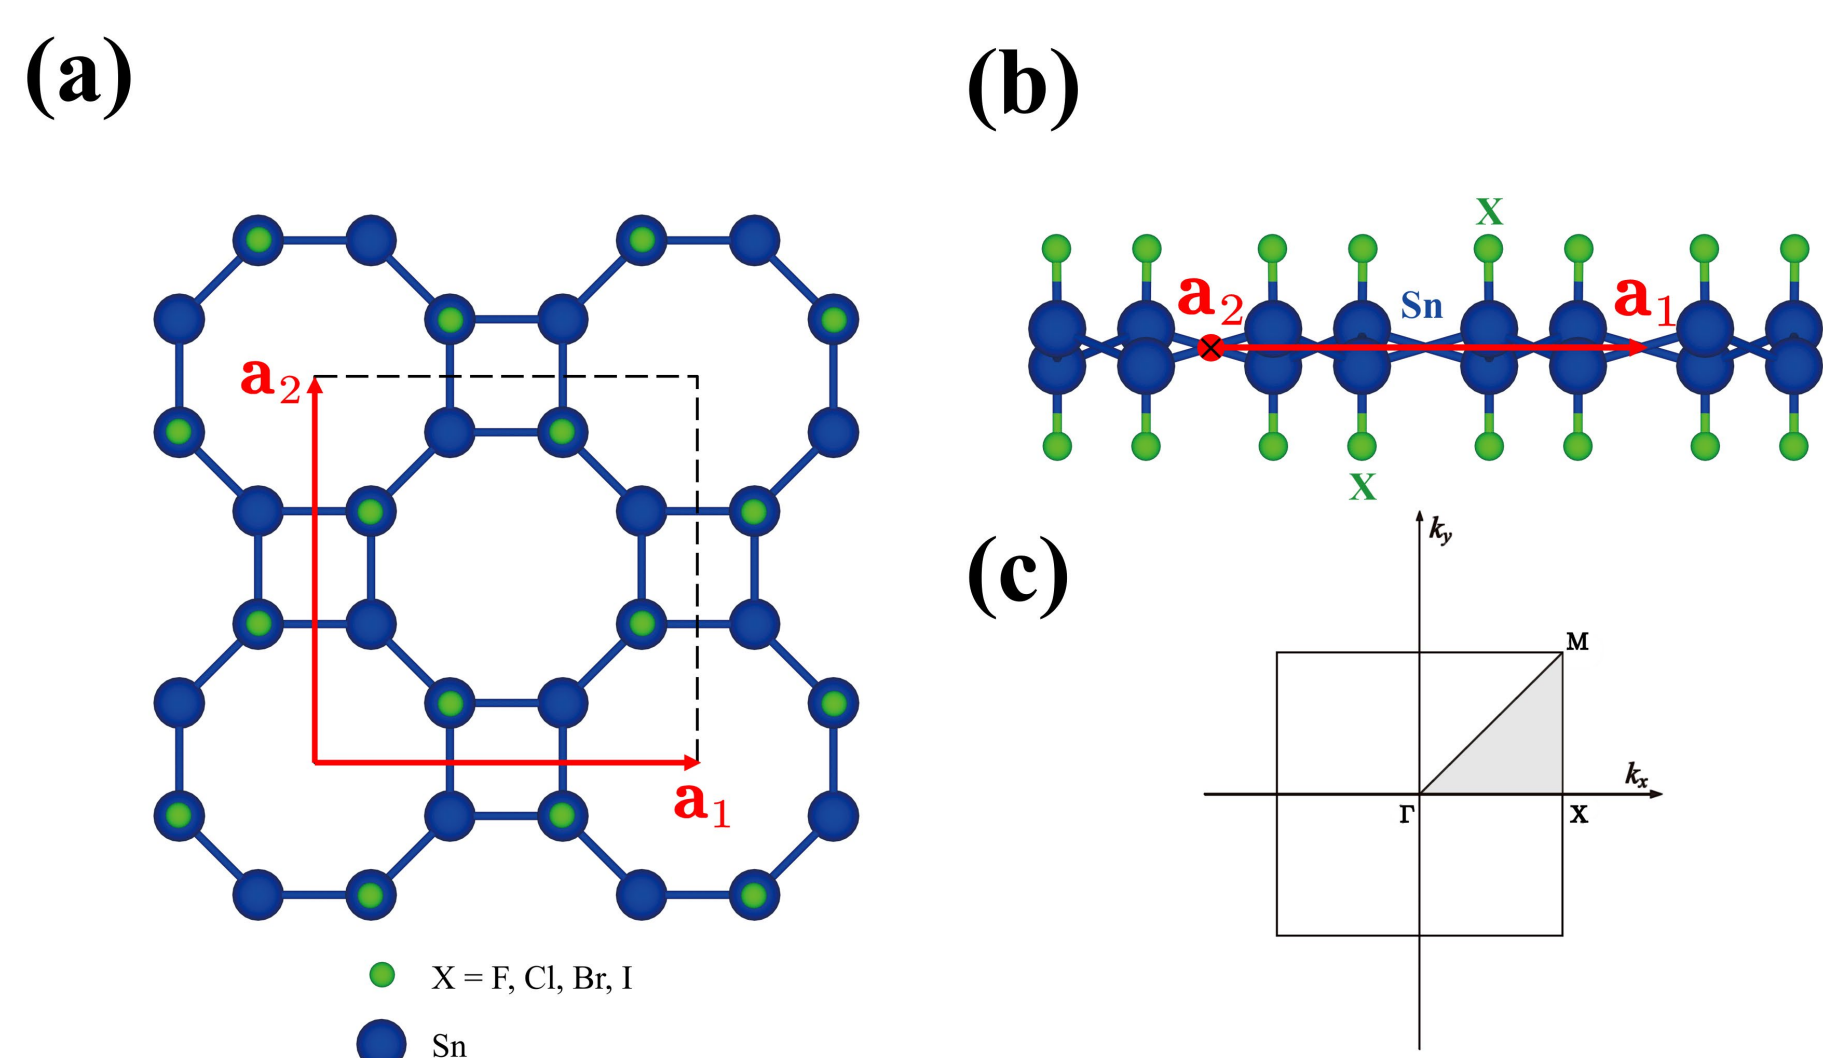 (a)
a2
a1
X = F, Cl, Br, I
Sn
(b)
X
a2
Sn
a1
X
(c)
ky
M
kx
Γ
X